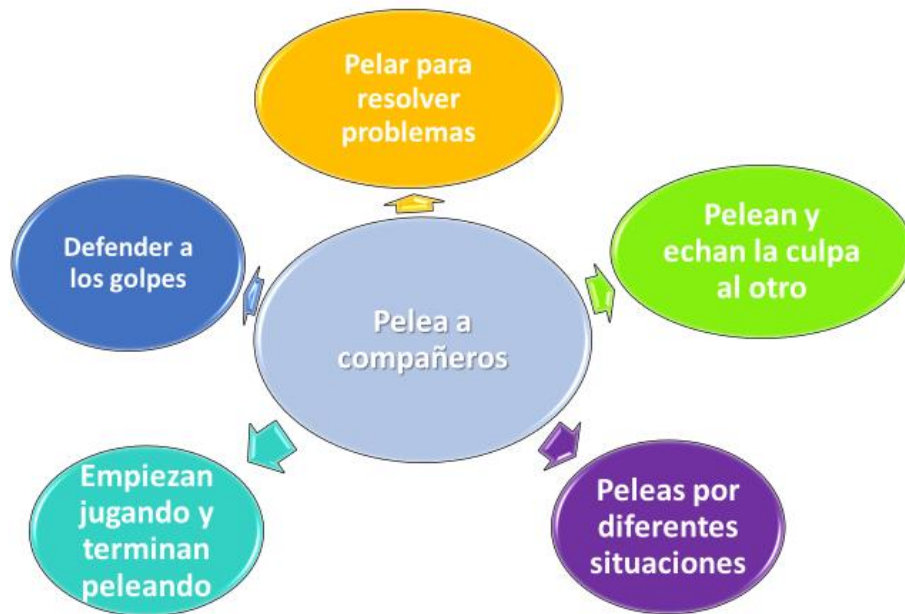 Pelar para
resolver
problemas
Defender a
los golpes
Pelean y
echan la culpa
al otro
Pelea a
compañeros
Empiezan
jugando y
terminan
peleando
Peleas por
diferentes
situaciones